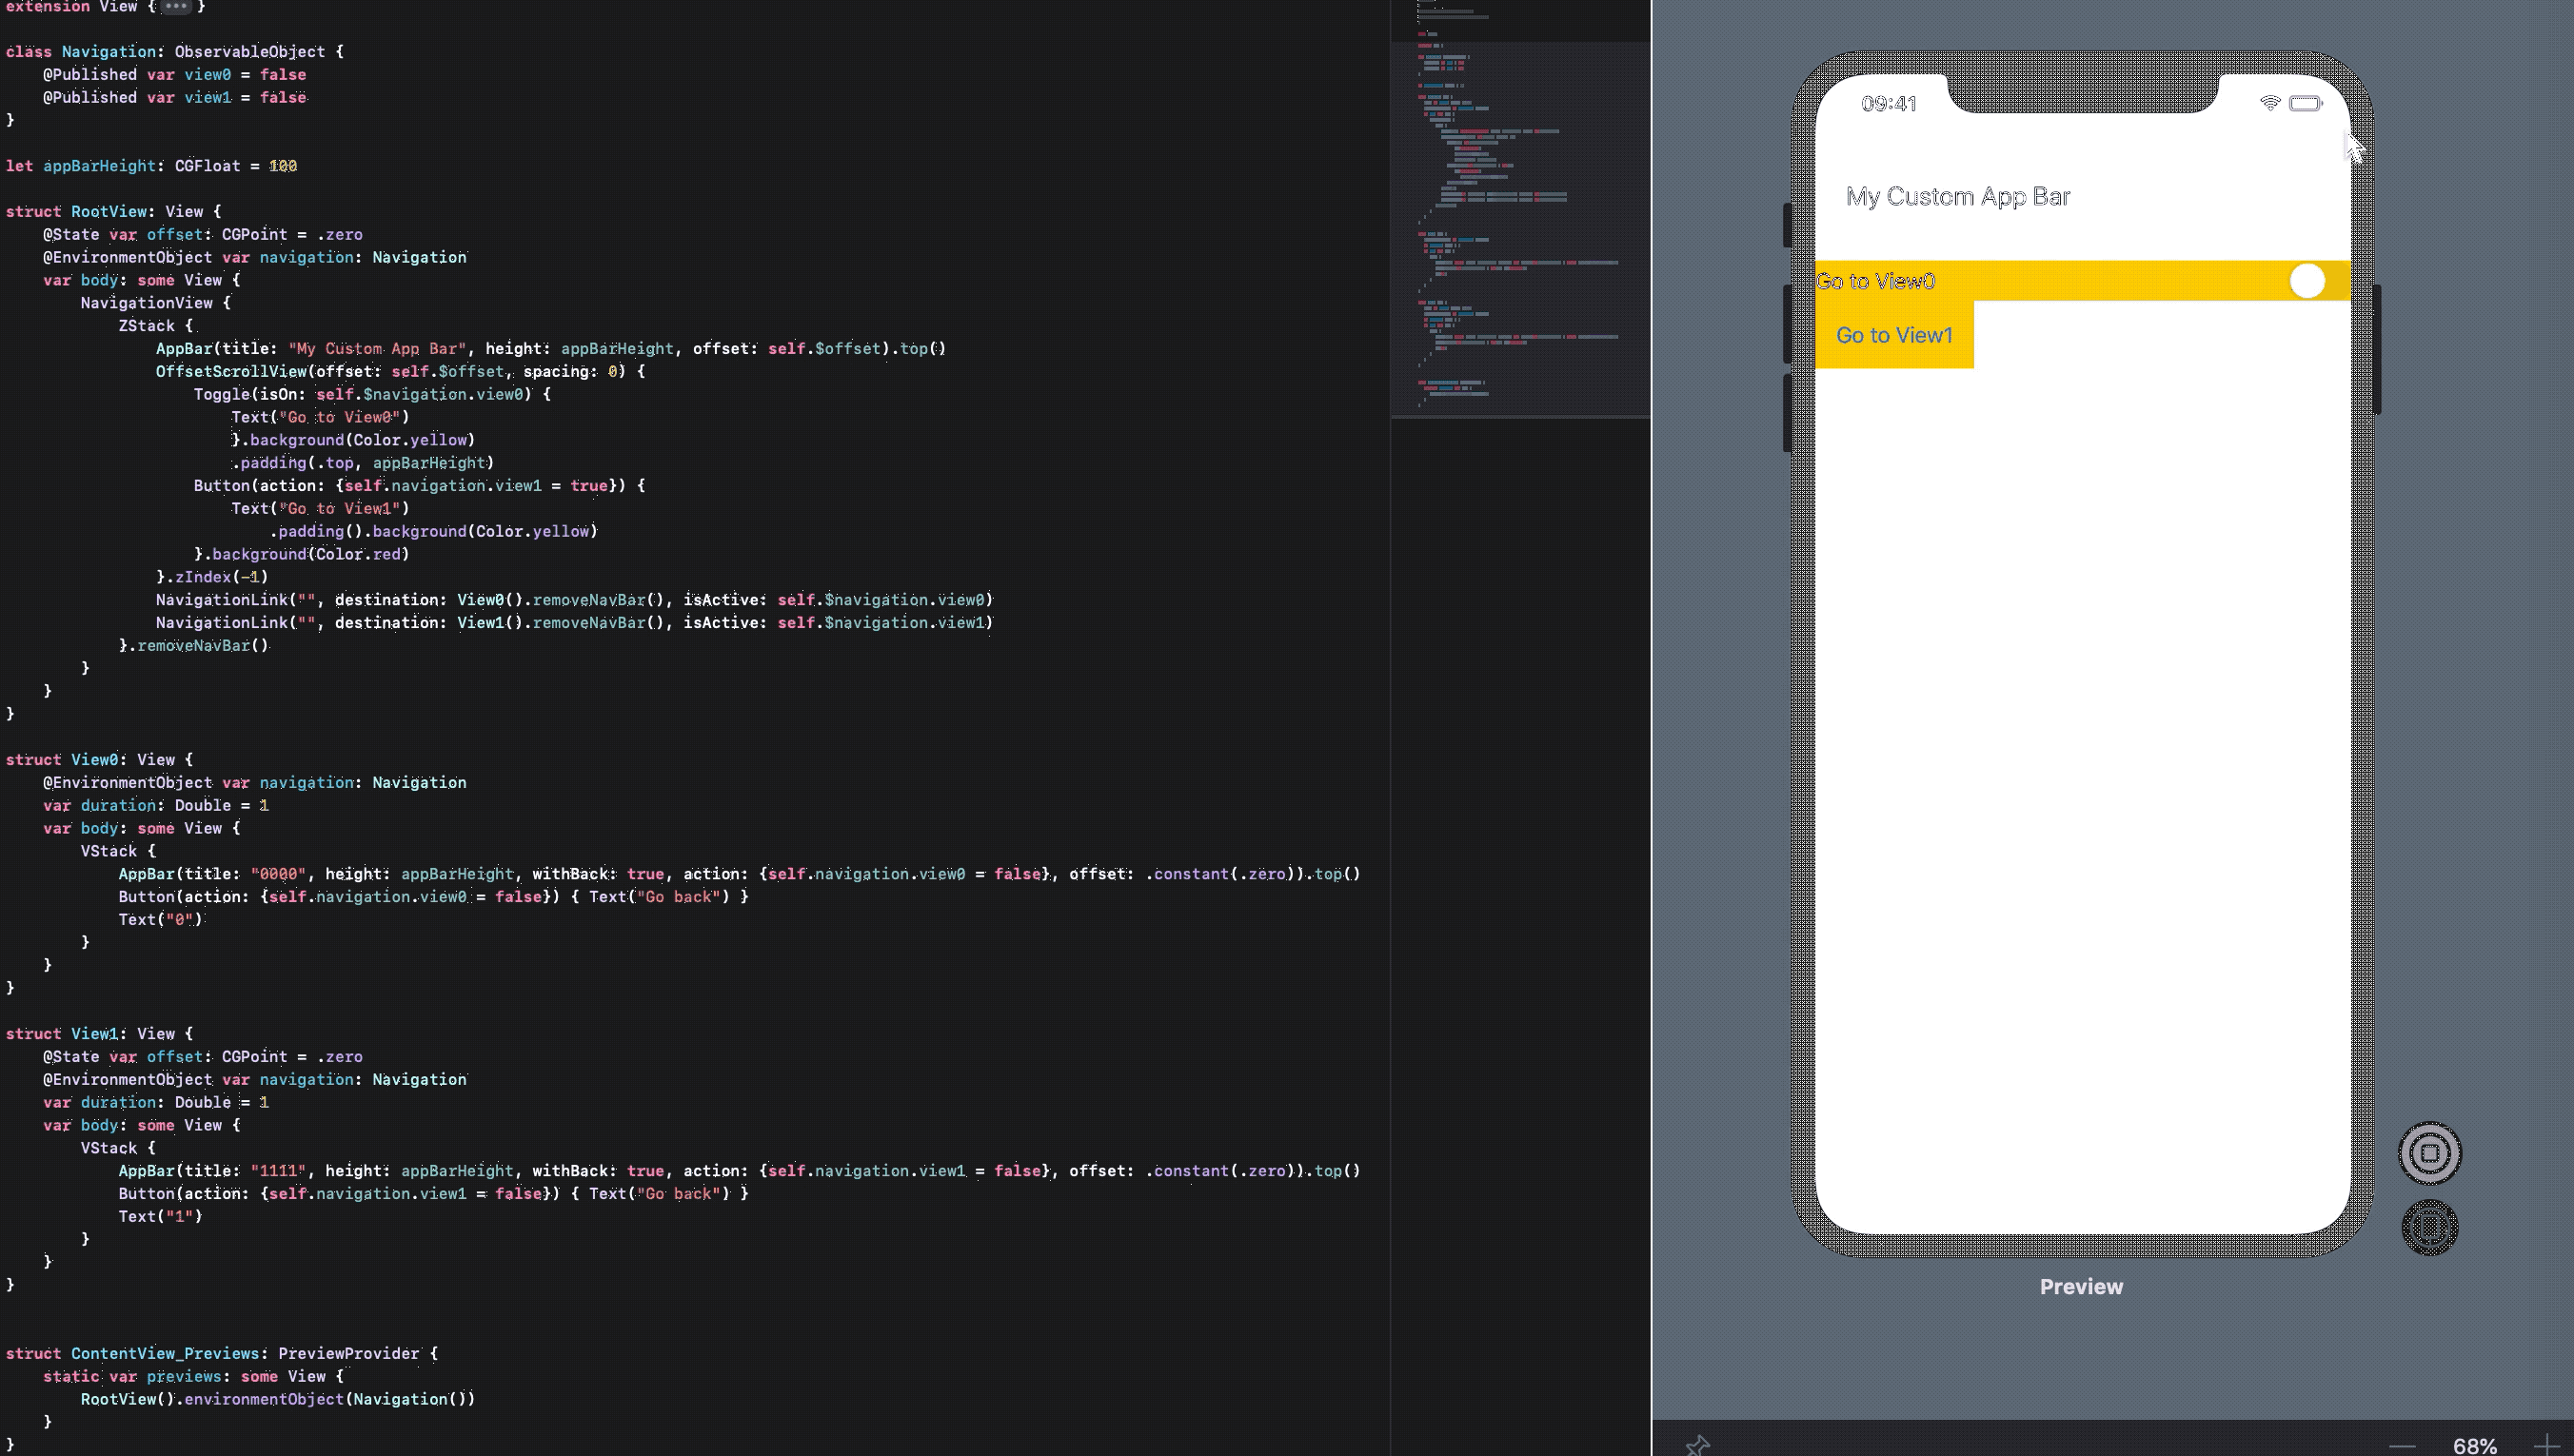 extension View { ••• }
class Navigation: ObservableObject {
@Published var view0 = false
@Published var view1 = false
}
let appBarHeight: CGFloat = 100
struct RootView: View {
@State var offset: CGPoint = .zero
@EnvironmentObject var navigation: Navigation
var body: some View {
NavigationView {
ZStack {
AppBar(title: "My Custom App Bar", height: appBarHeight, offset: self.$offset).top()
OffsetScrollView(offset: self.$offset, spacing: 0) {
Toggle(isOn: self.$navigation.view0) {
Text("Go to View0")
}.background(Color.yellow)
.padding(.top, appBarHeight)
Button(action: {self.navigation.view1 = true}) {
Text("Go to View1")
.padding().background(Color.yellow)
}.background(Color.red)
}.zIndex(-1)
NavigationLink("", destination: View0().removeNavBar(), isActive: self.$navigation.view0)
NavigationLink("", destination: View1().removeNavBar(), isActive: self.$navigation.view1)
}.removeNavBar()
}
}
}
struct View0: View {
@EnvironmentObject var navigation: Navigation
var duration: Double = 1
var body: some View {
VStack {
AppBar(title: "0000", height: appBarHeight, withBack: true, action: {self.navigation.view0 = false}, offset: .constant(.zero)).top()
Button(action: {self.navigation.view0 = false}) { Text("Go back") }
Text("0")
}
}
}
struct View1: View {
@State var offset: CGPoint = .zero
@EnvironmentObject var navigation: Navigation
var duration: Double = 1
var body: some View {
VStack {
AppBar(title: "1111", height: appBarHeight, withBack: true, action: {self.navigation.view1 = false}, offset: .constant(.zero)).top()
Button(action: {self.navigation.view1 = false}) { Text("Go back") }
Text("1")
}
}
}
struct ContentView_Previews: PreviewProvider {
static var previews: some View {
RootView().environmentObject(Navigation())
}
}
09:41
My Custom App Bar
Go to View0
Go to View1
Preview
68%